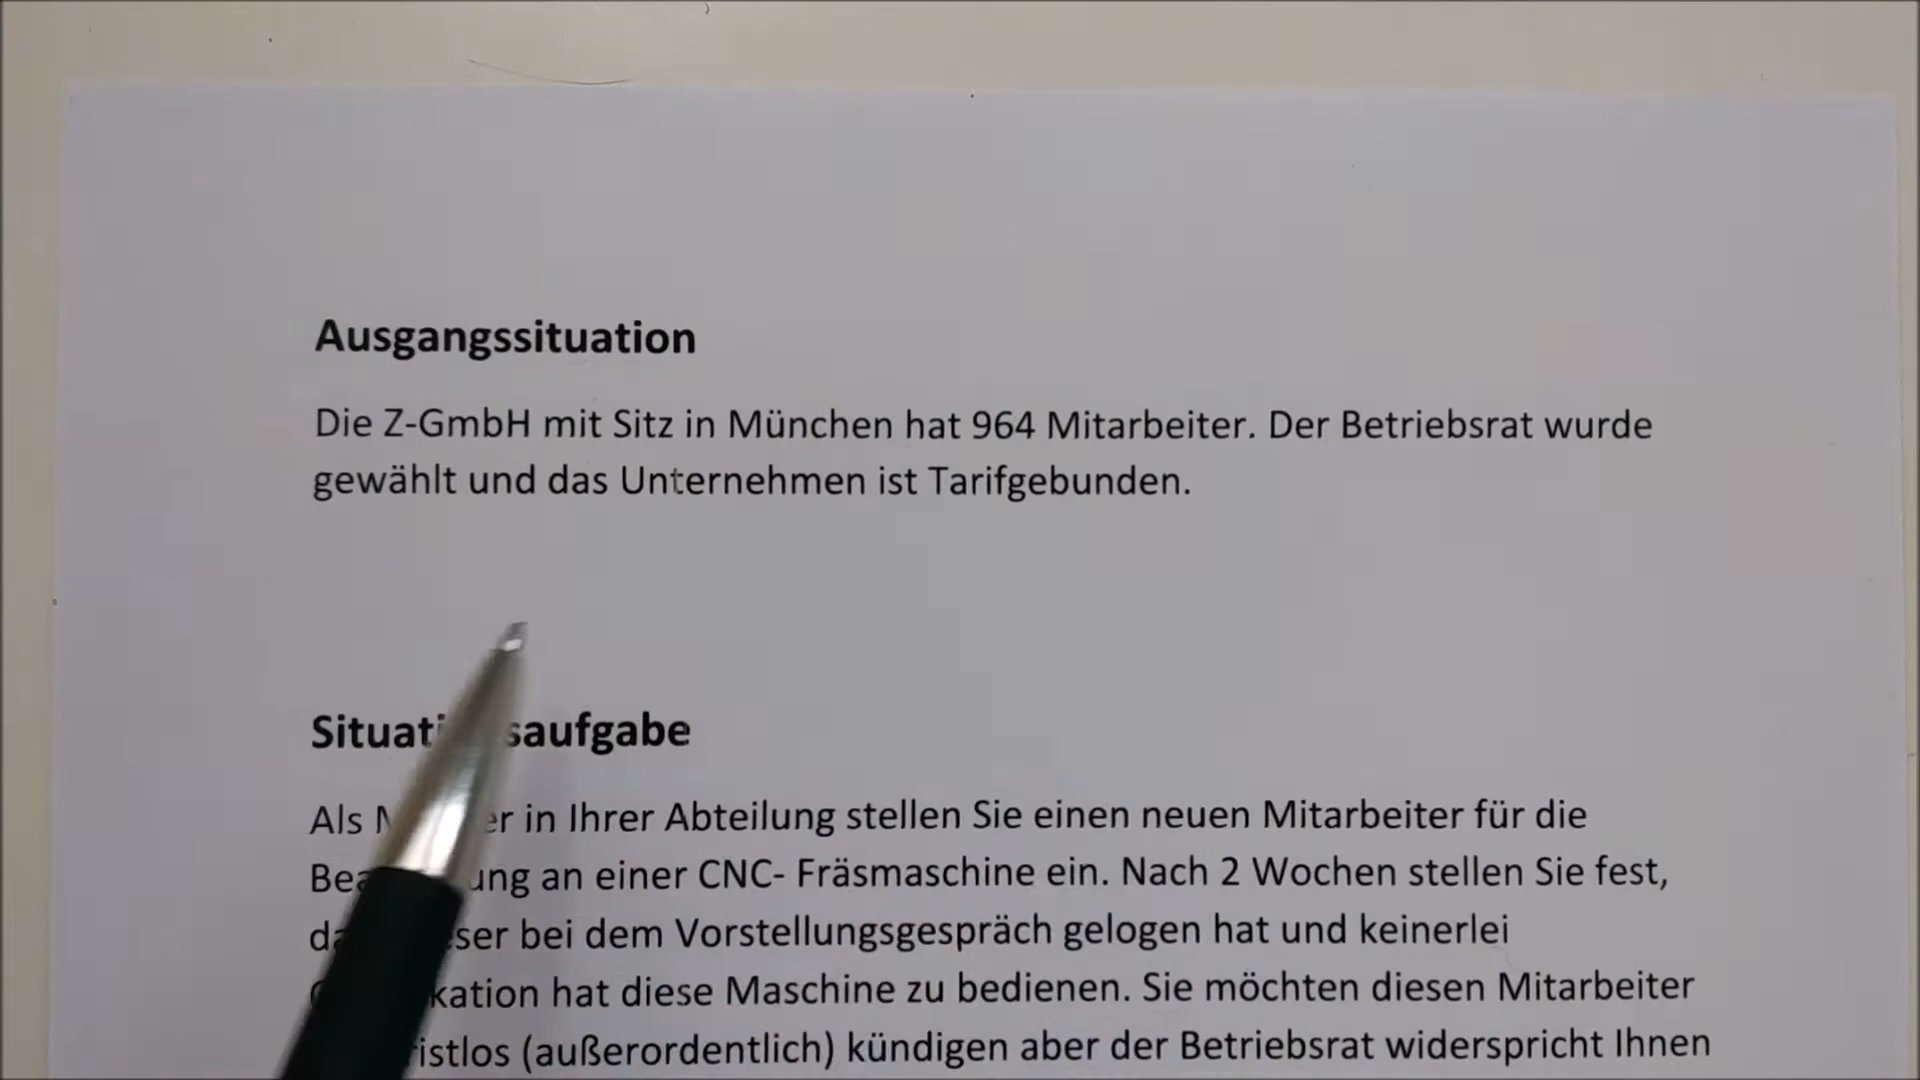 Ausgangssituation
Die Z-GmbH mit Sitz in München hat 964 Mitarbeiter. Der Betriebsrat wurde
gewählt und das Unternehmen ist Tarifgebunden.
Situati saufgabe
Als er in Ihrer Abteilung stellen Sie einen neuen Mitarbeiter für die
ung an einer CNC- Fräsmaschine ein. Nach 2 Wochen stellen Sie fest,
ser bei dem Vorstellungsgespräch gelogen hat und keinerlei
kation hat diese Maschine zu bedienen. Sie möchten diesen Mitarbeiter
istlos (außerordentlich) kündigen aber der Betriebsrat widerspricht Ihnen